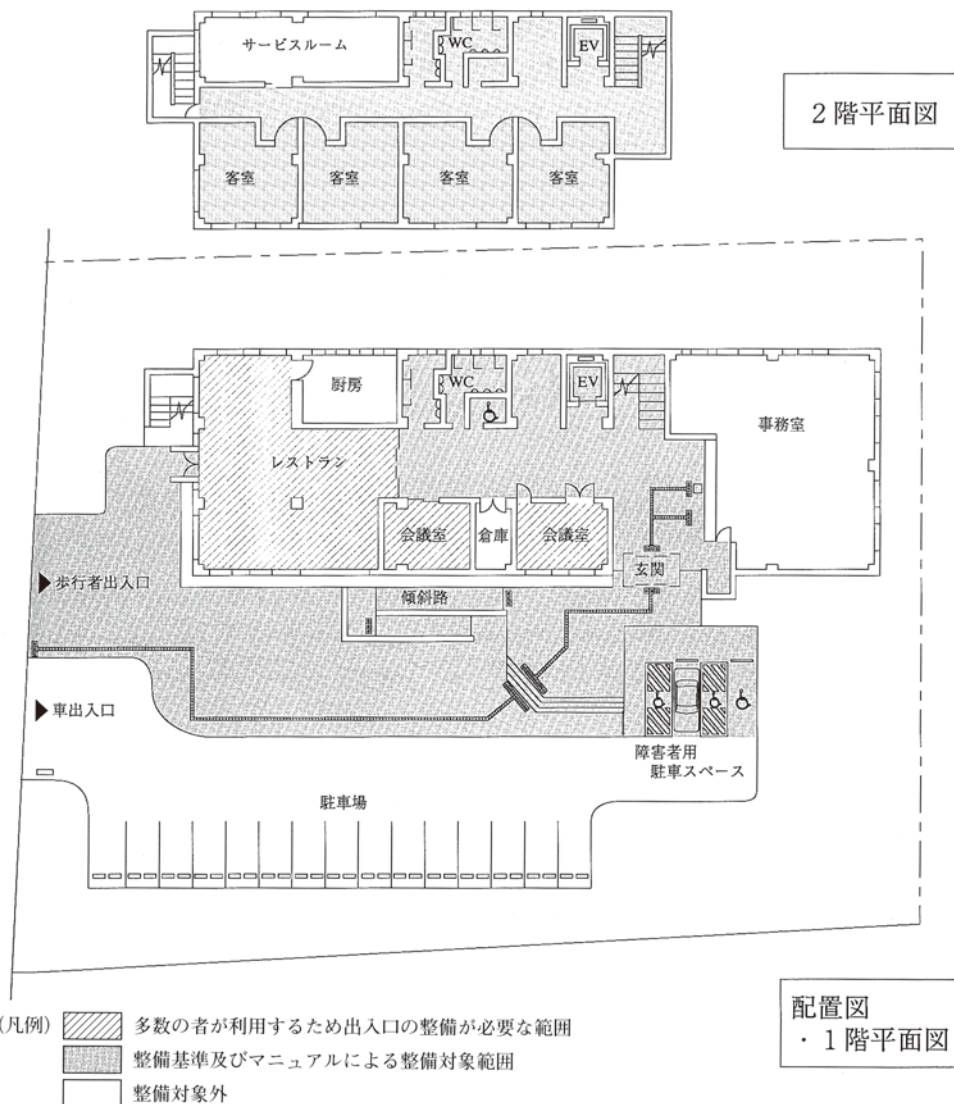 サービスルーム
WC
EV
2階平面図
客室
客室
客室
客室
厨房
WC
EV
事務室
レストラン
会議室
倉庫
会議室
玄関
歩行者出入口
傾斜路
車出入口
障害者用
駐車スペース
駐車場
配置図
・1階平面図
(凡例)
多数の者が利用するため出入口の整備が必要な範囲
整備基準及びマニュアルによる整備対象範囲
整備対象外